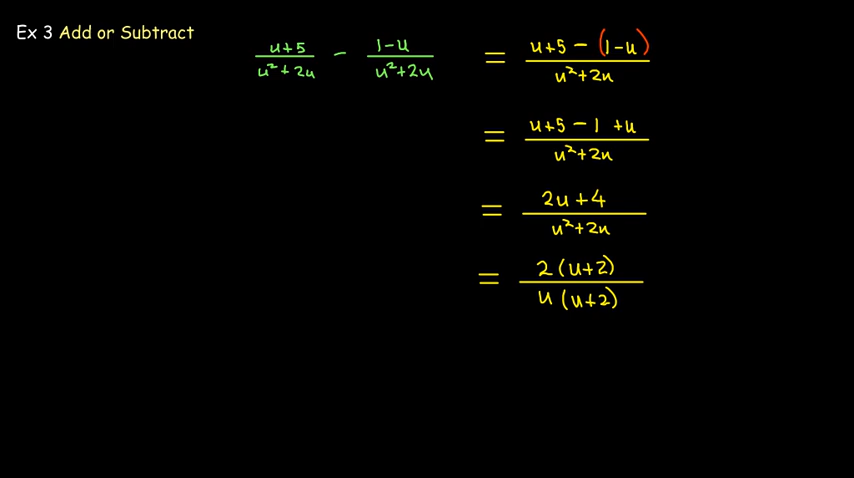 Ex 3 Add or Subtract
(u+5)/(u²+2u) - (1-u)/(u²+2u) = (u+5-(1-u))/(u²+2u)
= (u+5-1+u)/(u²+2u)
= (2u+4)/(u²+2u)
= 2(u+2)/u(u+2)